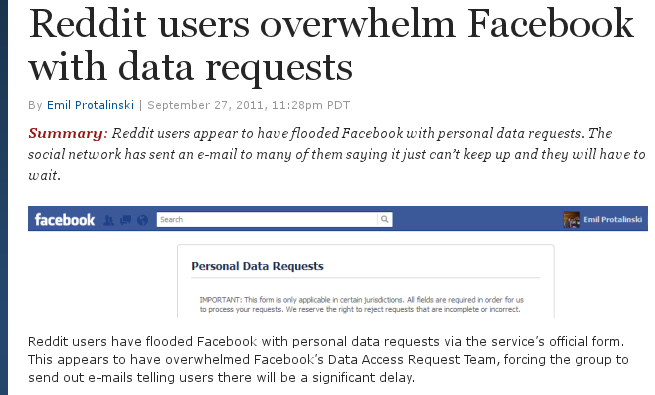 Reddit users overwhelm Facebook
with data requests
By Emil Protalinski | September 27, 2011, 11:28pm PDT
Summary: Reddit users appear to have flooded Facebook with personal data requests. The
social network has sent an e-mail to many of them saying it just can't keep up and they will have to
wait.
facebook Search Emil Protalinski
Personal Data Requests
IMPORTANT: This form is only applicable in certain jurisdictions. All fields are required in order for us
to process your requests. We reserve the right to reject requests that are incomplete or incorrect.
Reddit users have flooded Facebook with personal data requests via the service's official form.
This appears to have overwhelmed Facebook's Data Access Request Team, forcing the group to
send out e-mails telling users there will be a significant delay.